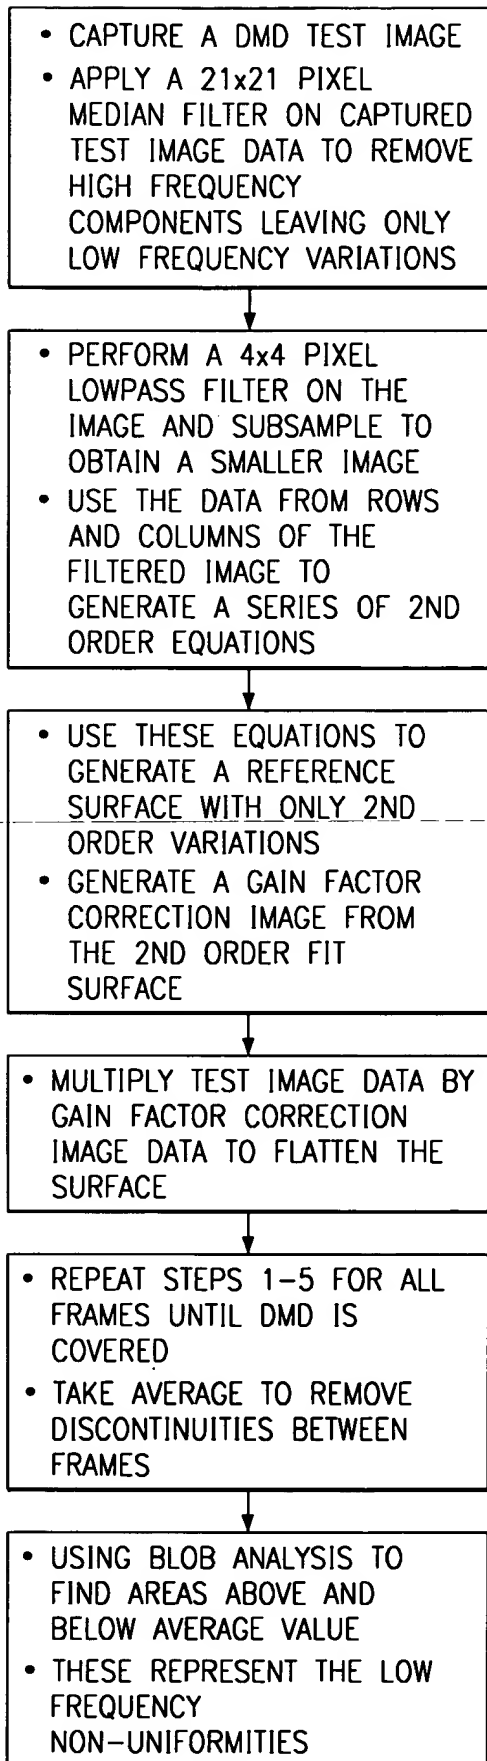 • CAPTURE A DMD TEST IMAGE
• APPLY A 21x21 PIXEL
MEDIAN FILTER ON CAPTURED
TEST IMAGE DATA TO REMOVE
HIGH FREQUENCY
COMPONENTS LEAVING ONLY
LOW FREQUENCY VARIATIONS
• PERFORM A 4x4 PIXEL
LOWPASS FILTER ON THE
IMAGE AND SUBSAMPLE TO
OBTAIN A SMALLER IMAGE
• USE THE DATA FROM ROWS
AND COLUMNS OF THE
FILTERED IMAGE TO
GENERATE A SERIES OF 2ND
ORDER EQUATIONS
• USE THESE EQUATIONS TO
GENERATE A REFERENCE
SURFACE WITH ONLY 2ND
ORDER VARIATIONS
• GENERATE A GAIN FACTOR
CORRECTION IMAGE FROM
THE 2ND ORDER FIT
SURFACE
• MULTIPLY TEST IMAGE DATA BY
GAIN FACTOR CORRECTION
IMAGE DATA TO FLATTEN THE
SURFACE
• REPEAT STEPS 1-5 FOR ALL
FRAMES UNTIL DMD IS
COVERED
• TAKE AVERAGE TO REMOVE
DISCONTINUITIES BETWEEN
FRAMES
• USING BLOB ANALYSIS TO
FIND AREAS ABOVE AND
BELOW AVERAGE VALUE
• THESE REPRESENT THE LOW
FREQUENCY
NON-UNIFORMITIES